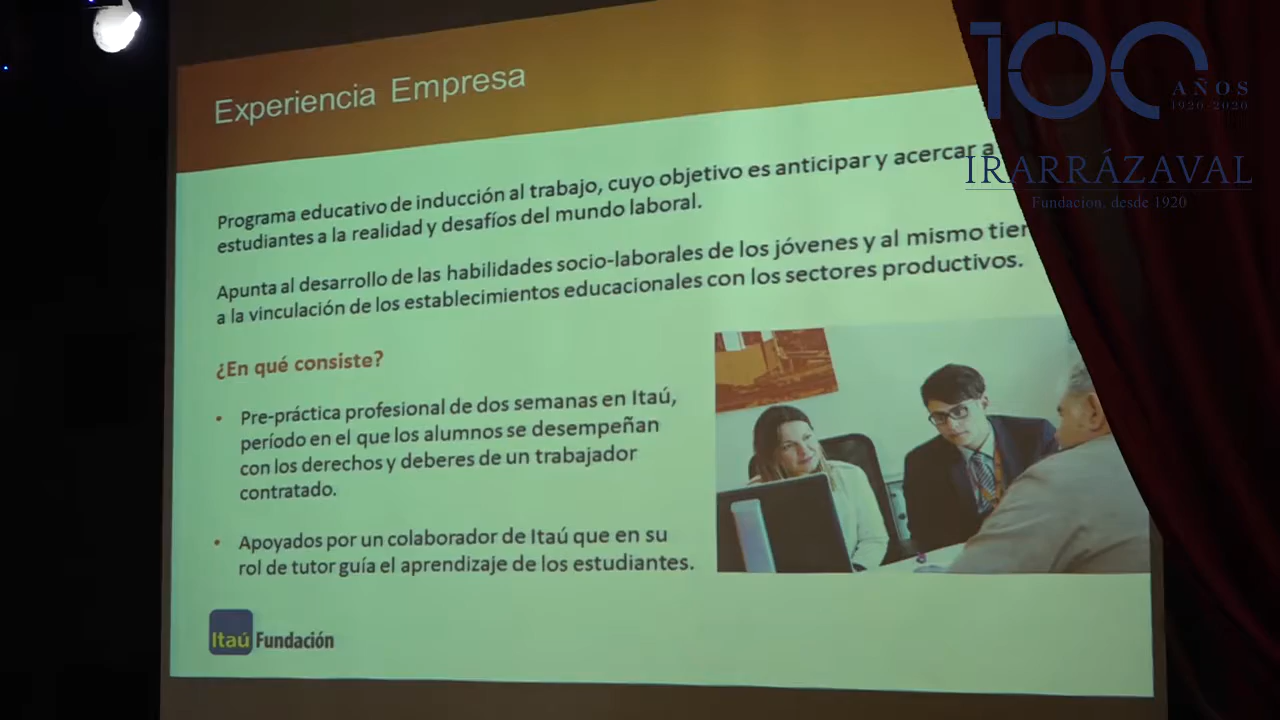 100
AÑOS
1920-2020
IRARRÁZAVAL
Fundación, desde 1920
Experiencia Empresa
Programa educativo de inducción al trabajo, cuyo objetivo es anticipar y acercar a
estudiantes a la realidad y desafíos del mundo laboral.
Apunta al desarrollo de las habilidades socio-laborales de los jóvenes y al mismo
a la vinculación de los establecimientos educacionales con los sectores productivos.
¿En qué consiste?
• Pre-práctica profesional de dos semanas en Itaú,
período en el que los alumnos se desempeñan
con los derechos y deberes de un trabajador
contratado.
• Apoyados por un colaborador de Itaú que en su
rol de tutor guía el aprendizaje de los estudiantes.
Itaú Fundación